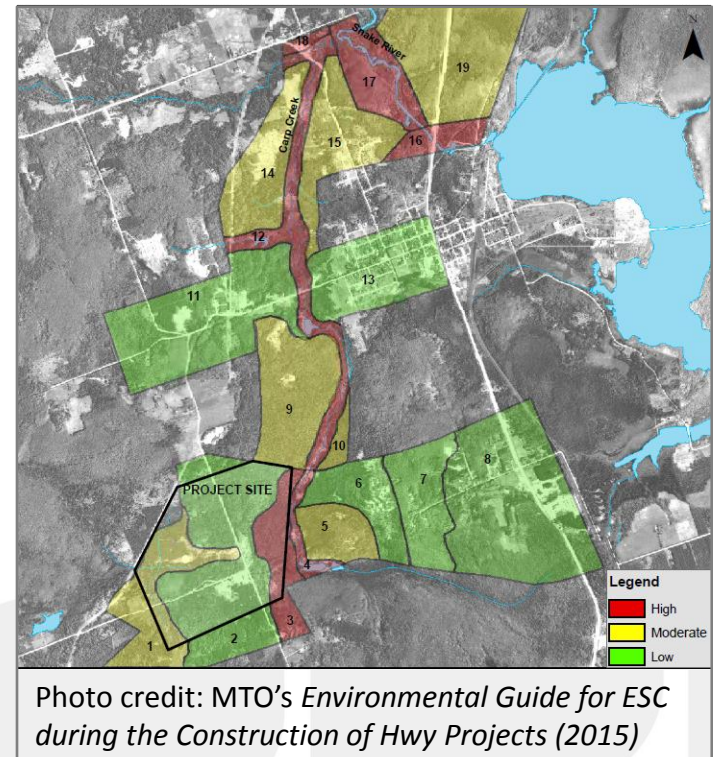 N
18
Snake River
19
17
Carp Creek
15
16
14
12
13
11
9
10
8
7
6
PROJECT SITE
5
4
Legend
High
Moderate
Low
3
2
1
Photo credit: MTO's Environmental Guide for ESC
during the Construction of Hwy Projects (2015)